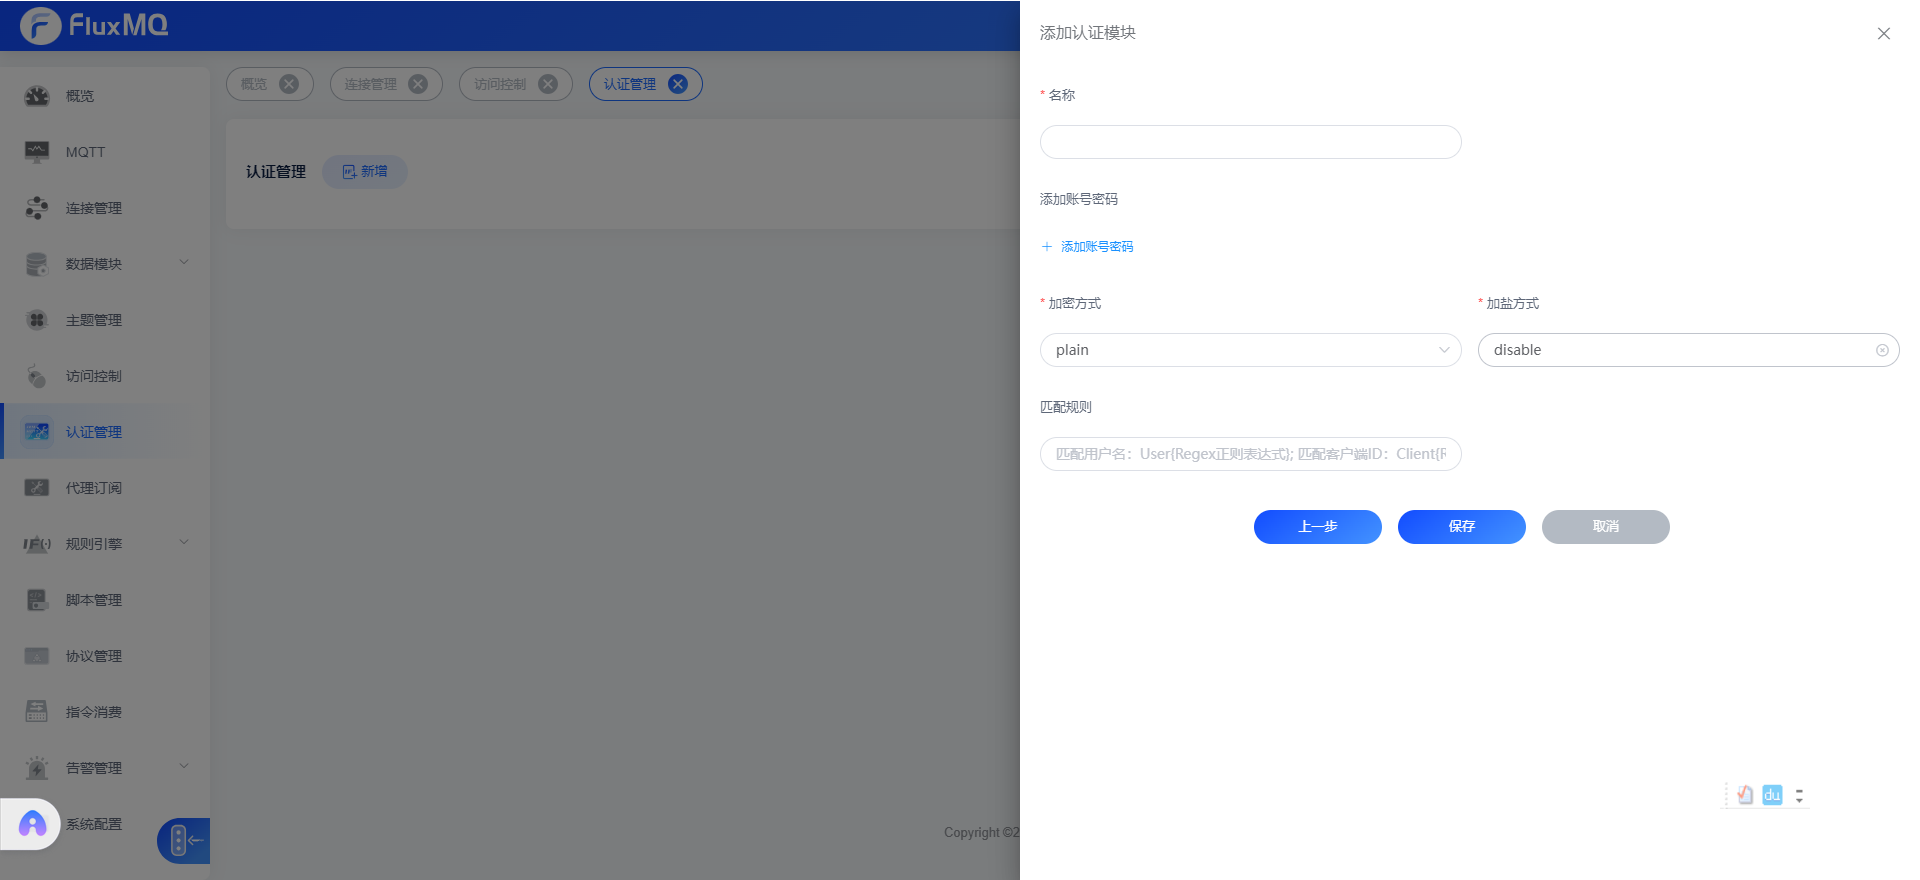 FluxMQ
概览
MQTT
连接管理
数据模块
主题管理
访问控制
认证管理
代理订阅
规则引擎
脚本管理
协议管理
指令消费
告警管理
系统配置
概览
连接管理
访问控制
认证管理
认证管理
新增
Copyright ©2
添加认证模块
* 名称
添加账号密码
添加账号密码
* 加密方式
* 加盐方式
plain
disable
匹配规则
匹配用户名：User{Regex正则表达式}; 匹配客户端ID：Client{R
上一步
保存
取消
du